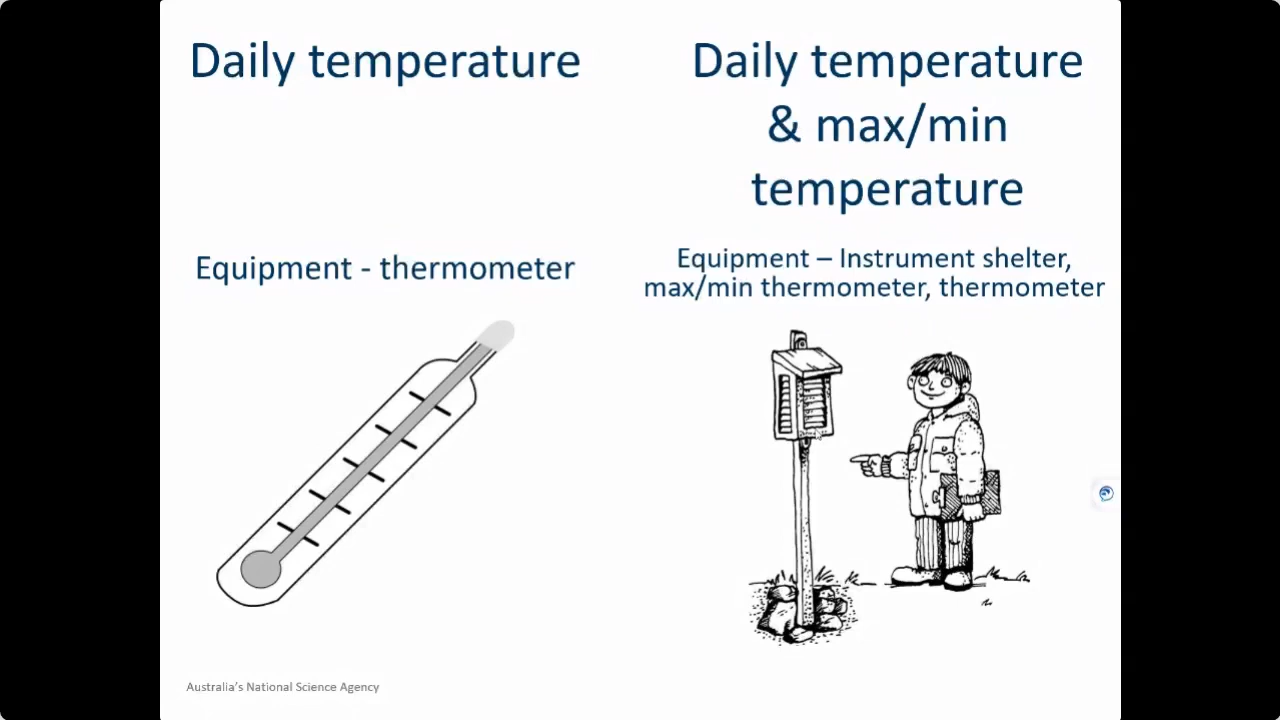 Daily temperature
Equipment - thermometer
Daily temperature
& max/min
temperature
Equipment – Instrument shelter,
max/min thermometer, thermometer
Australia's National Science Agency